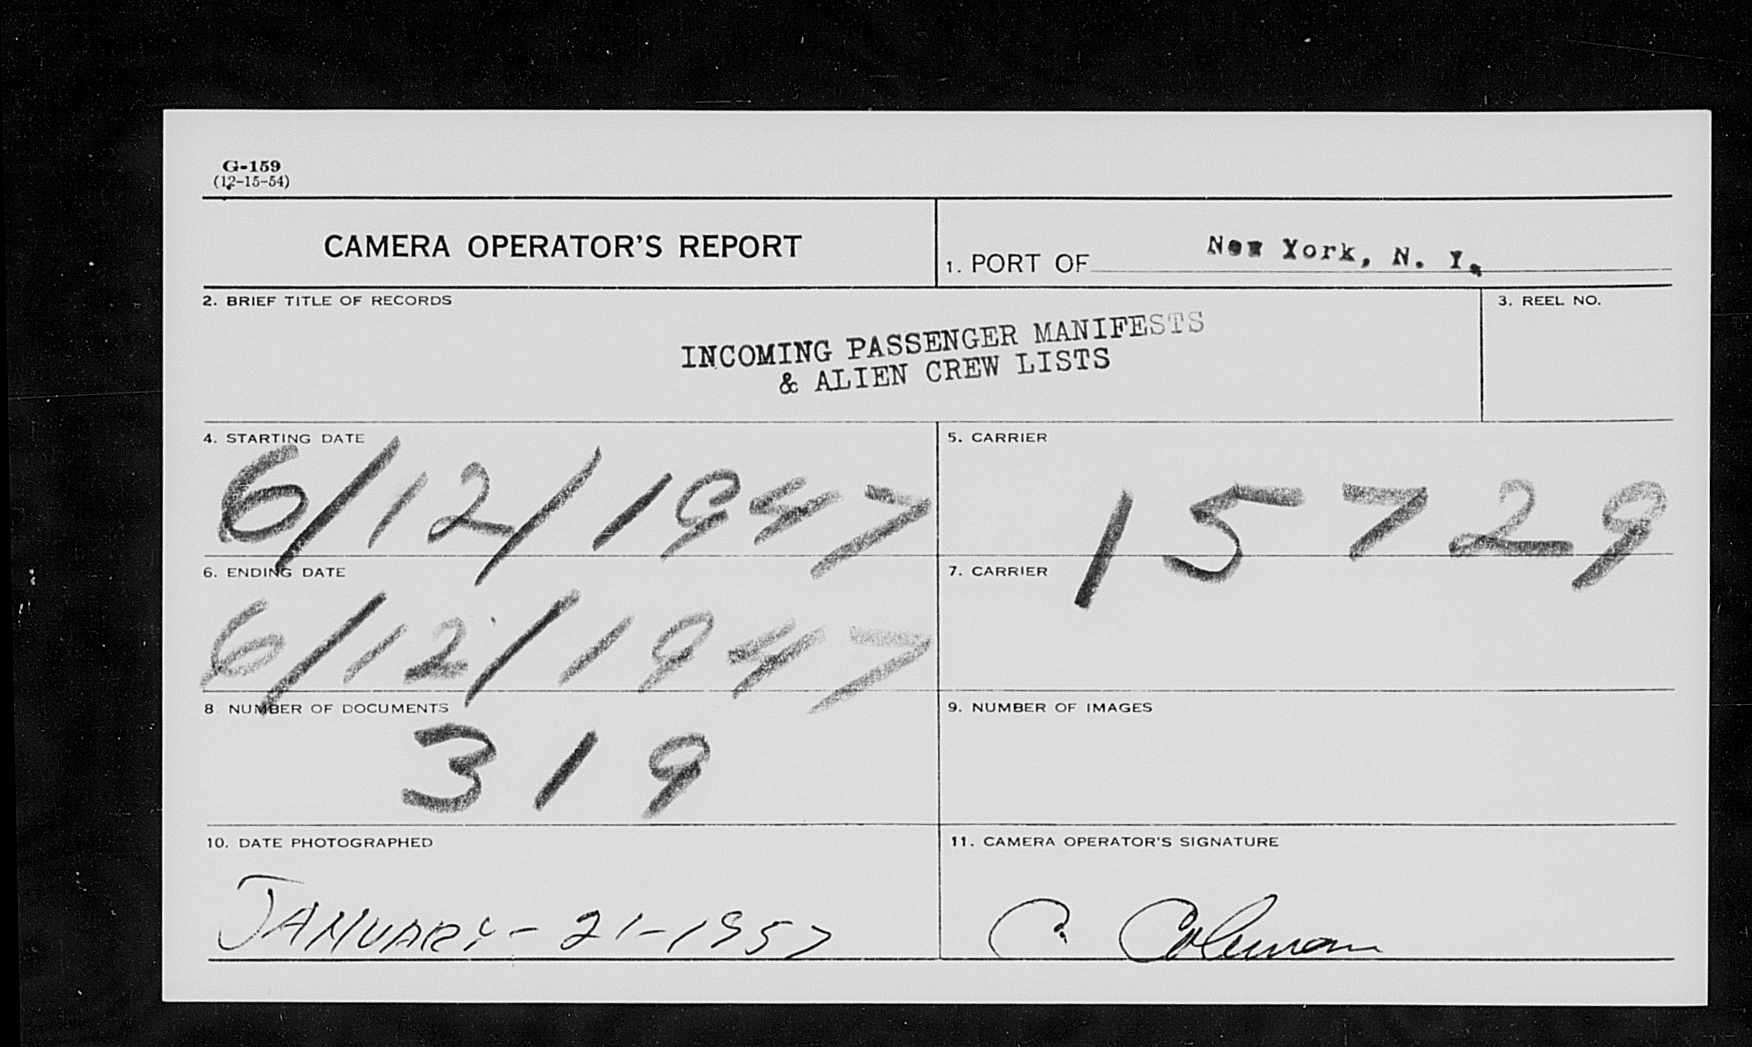 G-159
(12-15-54)
CAMERA OPERATOR'S REPORT
1. PORT OF New York, N. Y.
2. BRIEF TITLE OF RECORDS
3. REEL NO.
INCOMING PASSENGER MANIFESTS
& ALIEN CREW LISTS
4. STARTING DATE
6/12/1947
5. CARRIER
15729
6. ENDING DATE
6/12/1947
7. CARRIER
8. NUMBER OF DOCUMENTS
319
9. NUMBER OF IMAGES
10. DATE PHOTOGRAPHED
JANUARY-21-1957
11. CAMERA OPERATOR'S SIGNATURE
C. Coleman